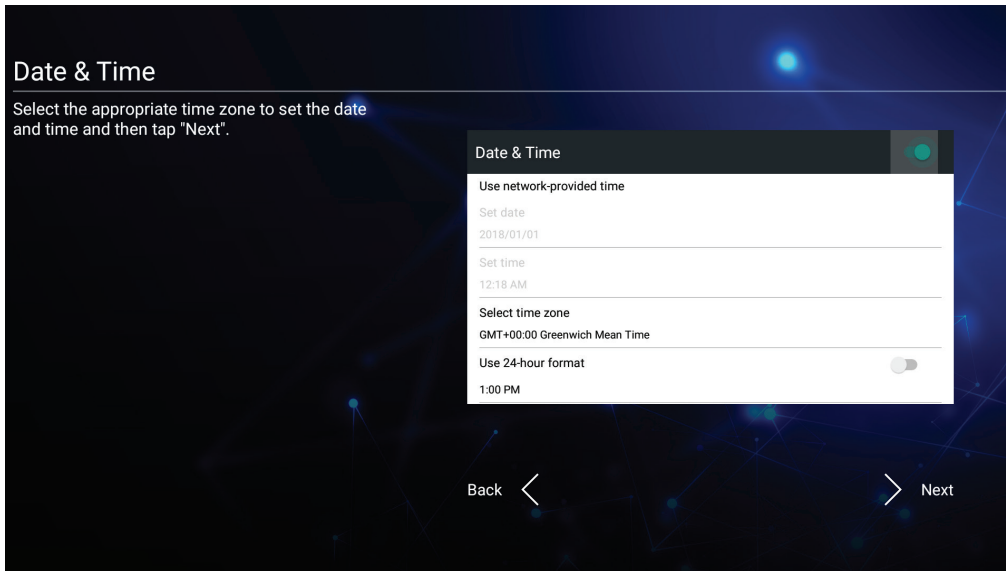 Date & Time
Select the appropriate time zone to set the date
and time and then tap "Next".
Date & Time
Use network-provided time
Set date
2018/01/01
Set time
12:18 AM
Select time zone
GMT+00:00 Greenwich Mean Time
Use 24-hour format
1:00 PM
Back
Next